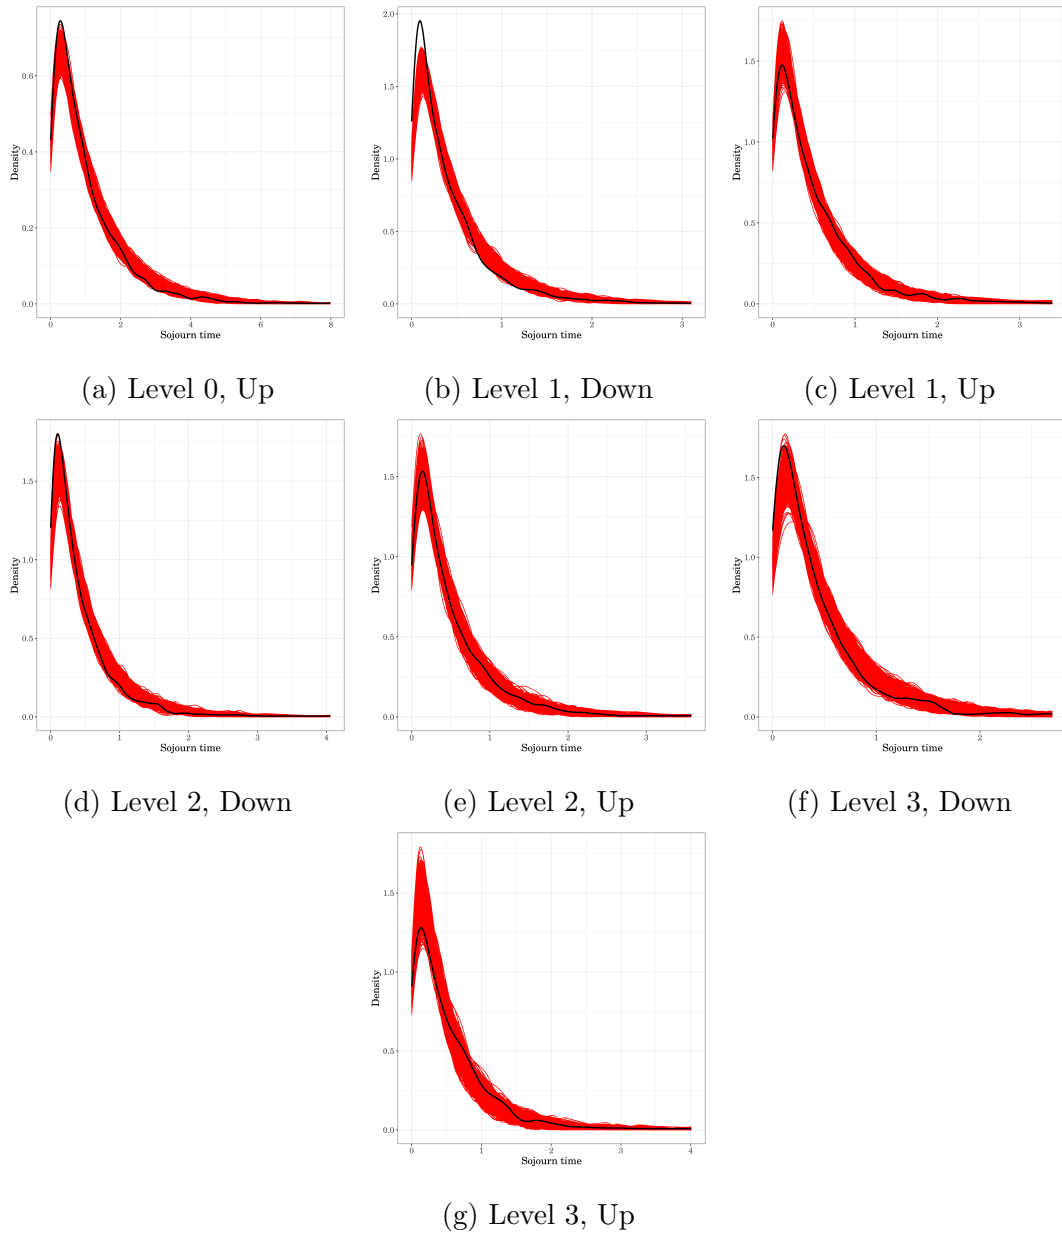 0.6
0.4
0.2
0.0
Density
0 2 4 6 8
Sojourn time
(a) Level 0, Up
2.0
1.5
1.0
0.5
0.0
Density
0 1 2 3
Sojourn time
(b) Level 1, Down
1.5
1.0
0.5
0.0
Density
0 1 2 3
Sojourn time
(c) Level 1, Up
1.5
1.0
0.5
0.0
Density
0 1 2 3 4
Sojourn time
(d) Level 2, Down
1.5
1.0
0.5
0.0
Density
0 1 2 3
Sojourn time
(e) Level 2, Up
1.5
1.0
0.5
0.0
Density
0 1 2
Sojourn time
(f) Level 3, Down
1.5
1.0
0.5
0.0
Density
0 1 2 3 4
Sojourn time
(g) Level 3, Up